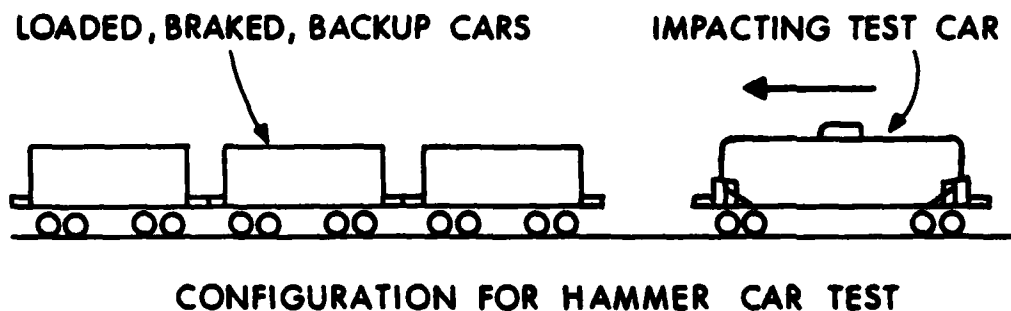 LOADED, BRAKED, BACKUP CARS
IMPACTING TEST CAR
CONFIGURATION FOR HAMMER CAR TEST